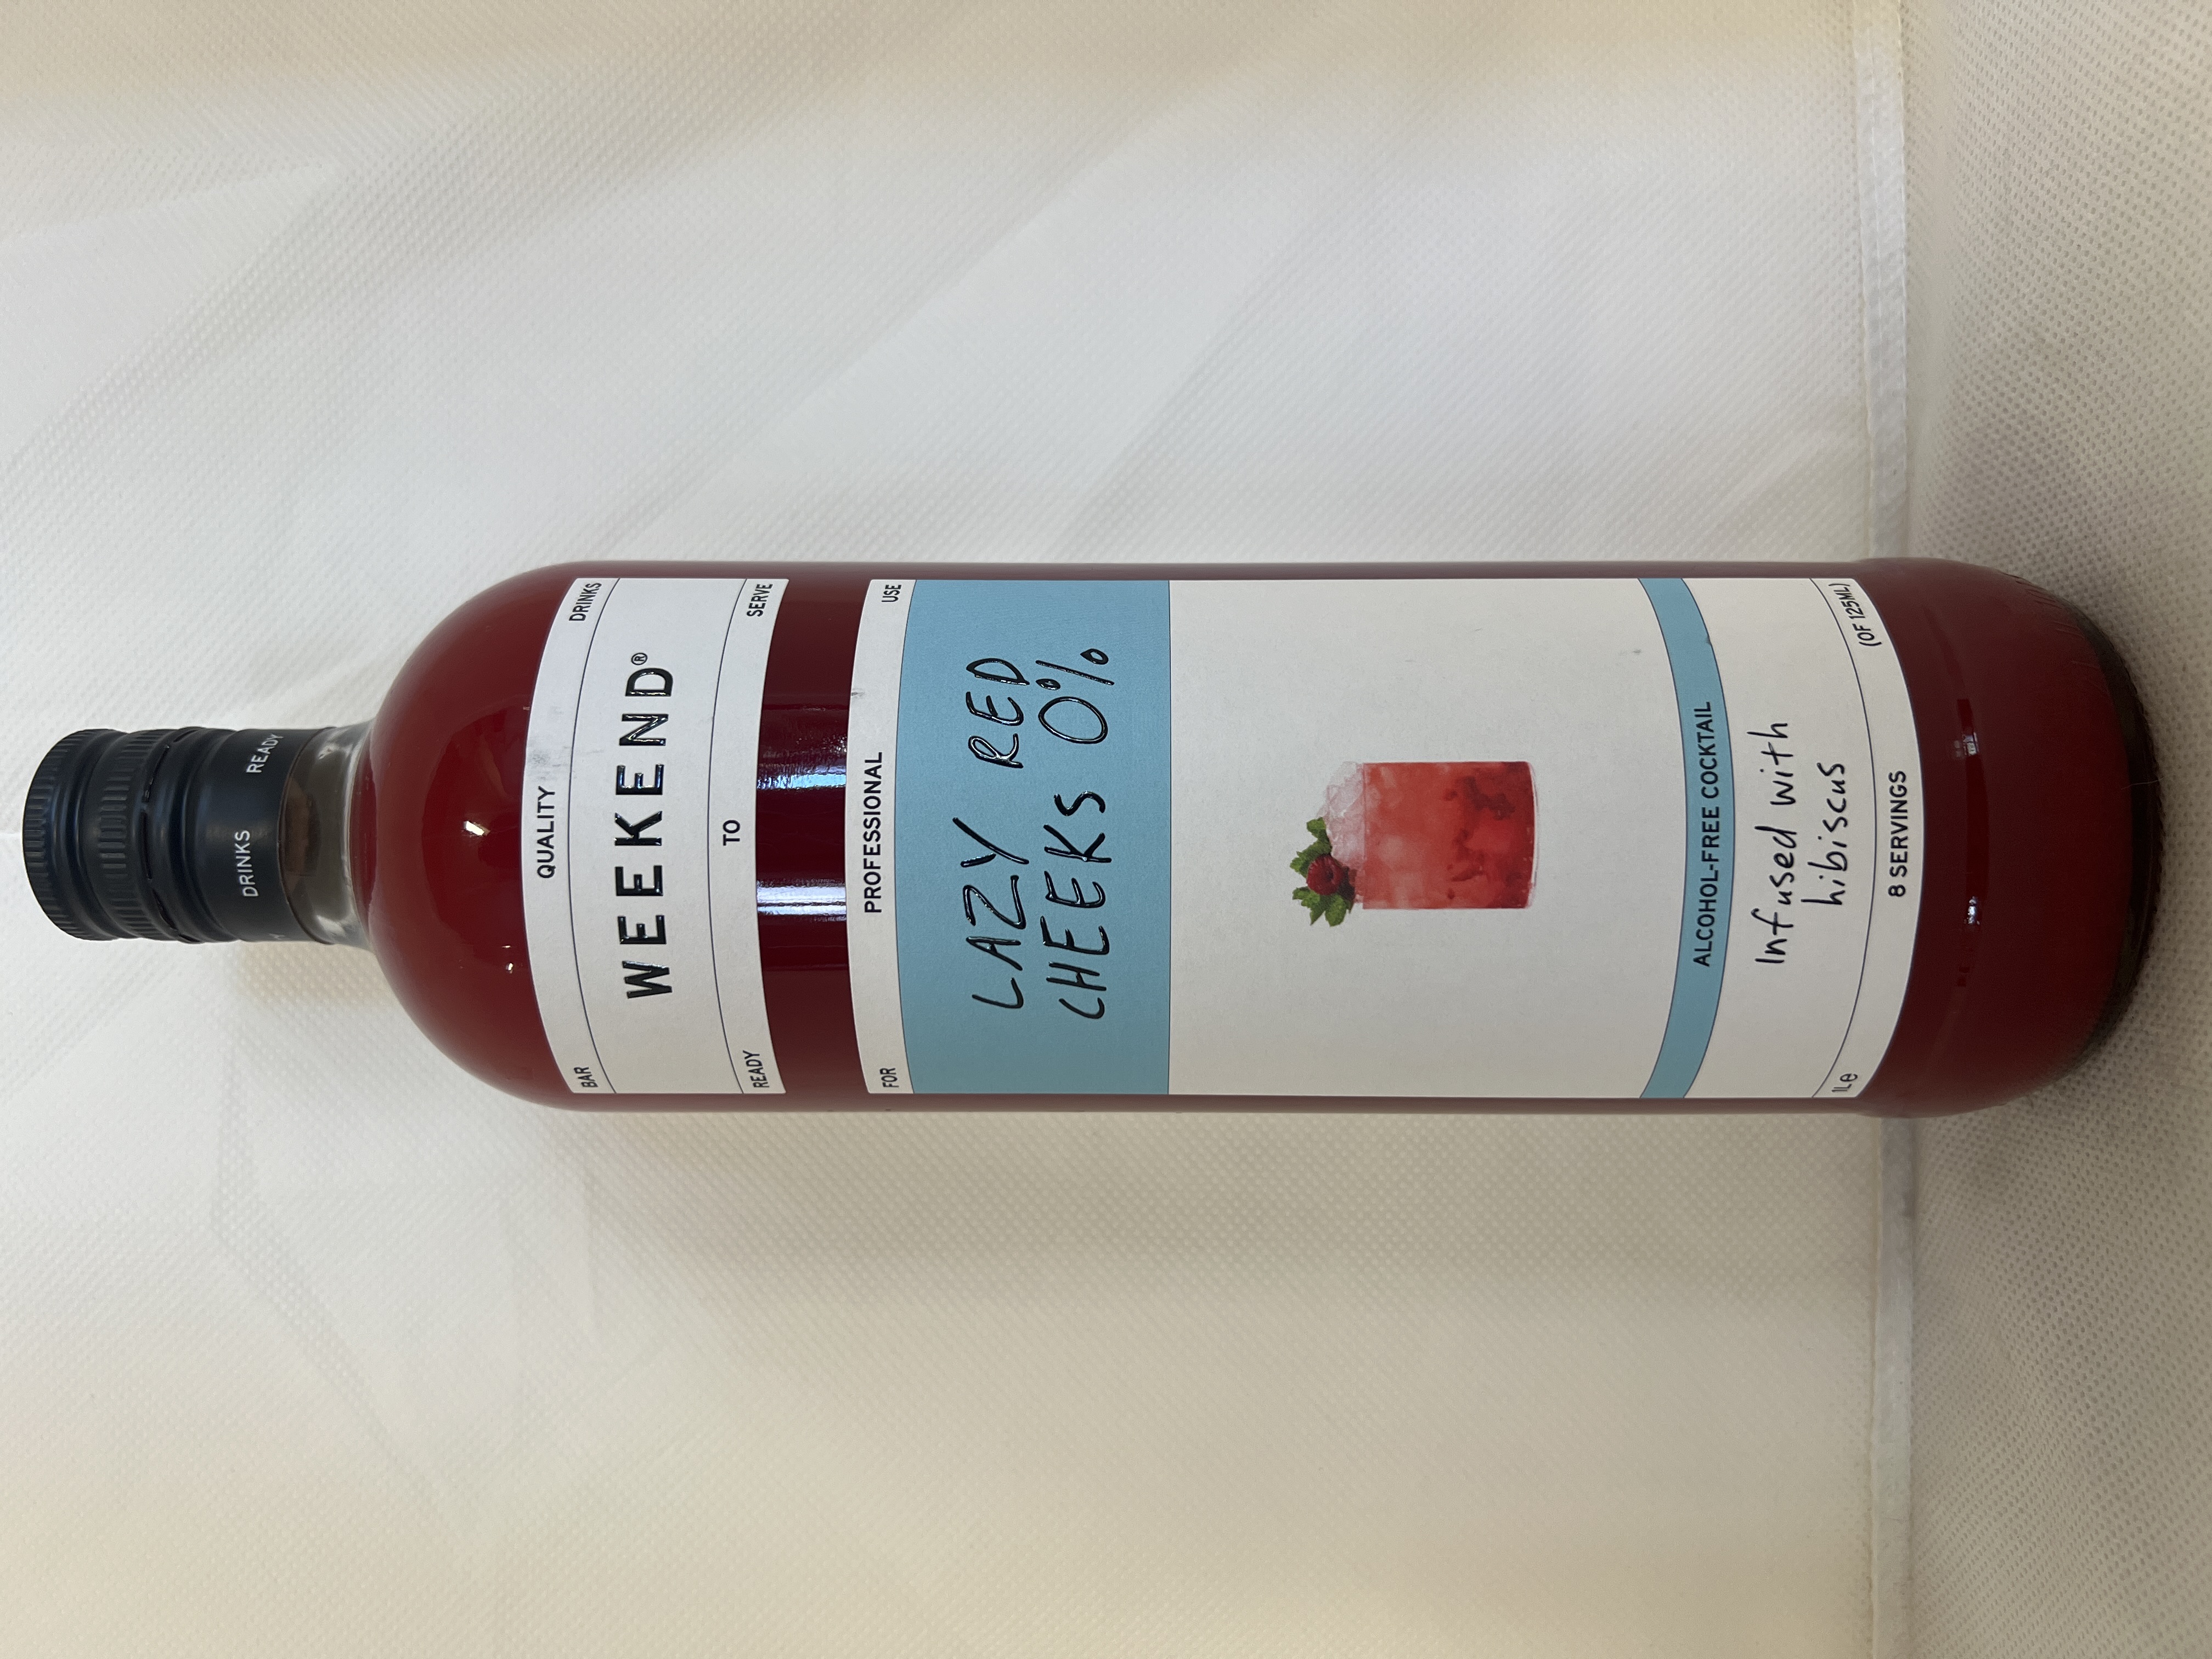 DRINKS READY
BAR QUALITY DRINKS
WEEKEND®
READY TO SERVE
FOR PROFESSIONAL USE
LAZY RED
CHEEKS 0%
ALCOHOL-FREE COCKTAIL
Infused with
hibiscus
1L ℮ 8 SERVINGS (OF 125ML)